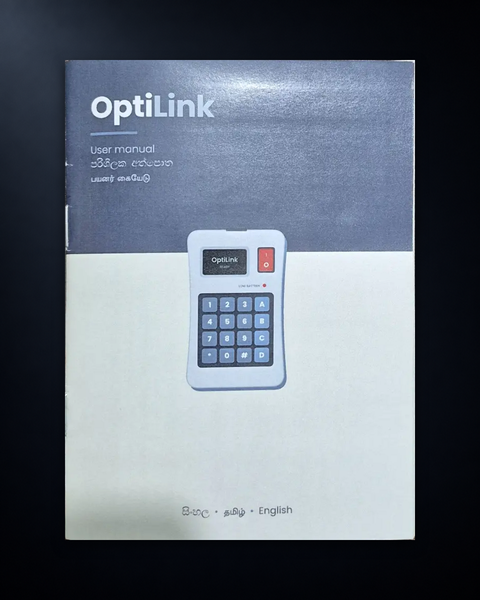 OptiLink
User manual
පරිශීලක අත්පොත
பயனர் கையேடு
OptiLink
LOW BATTERY
1 2 3 A
4 5 6 B
7 8 9 C
* 0 # D
සිංහල • தமிழ் • English